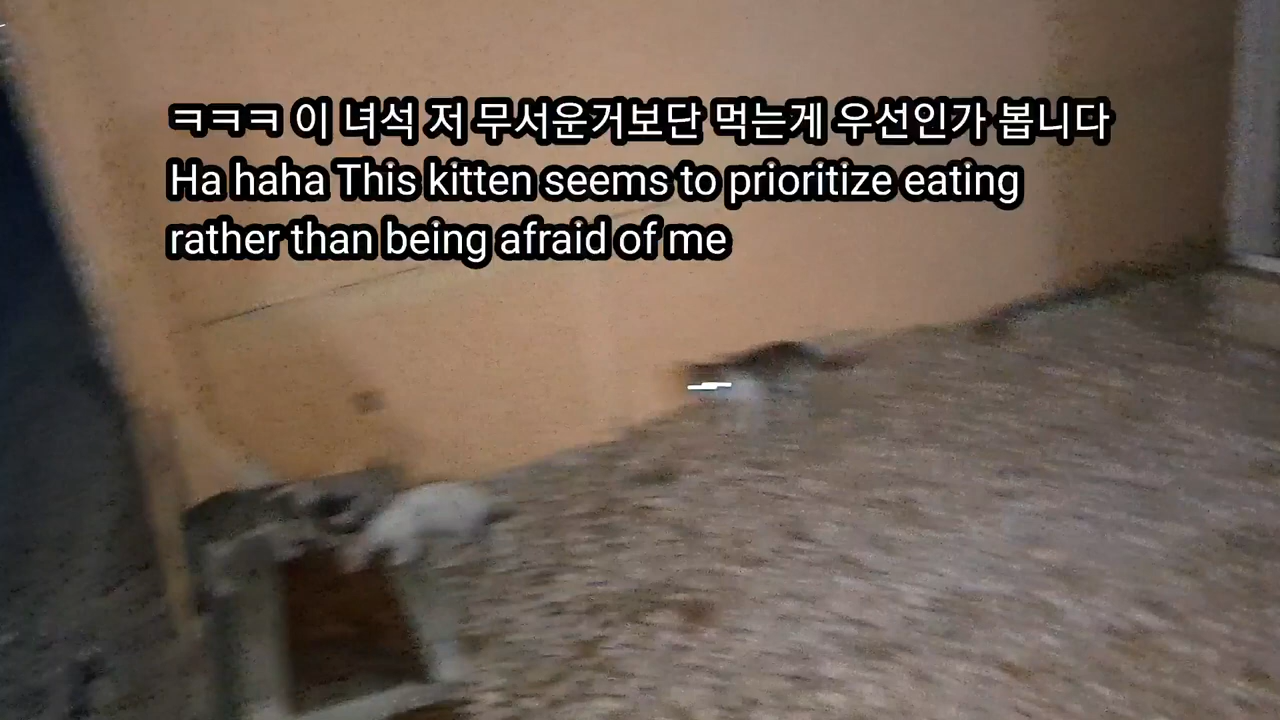 ㅋㅋㅋ 이 녀석 저 무서운거보단 먹는게 우선인가 봅니다
Ha haha This kitten seems to prioritize eating
rather than being afraid of me